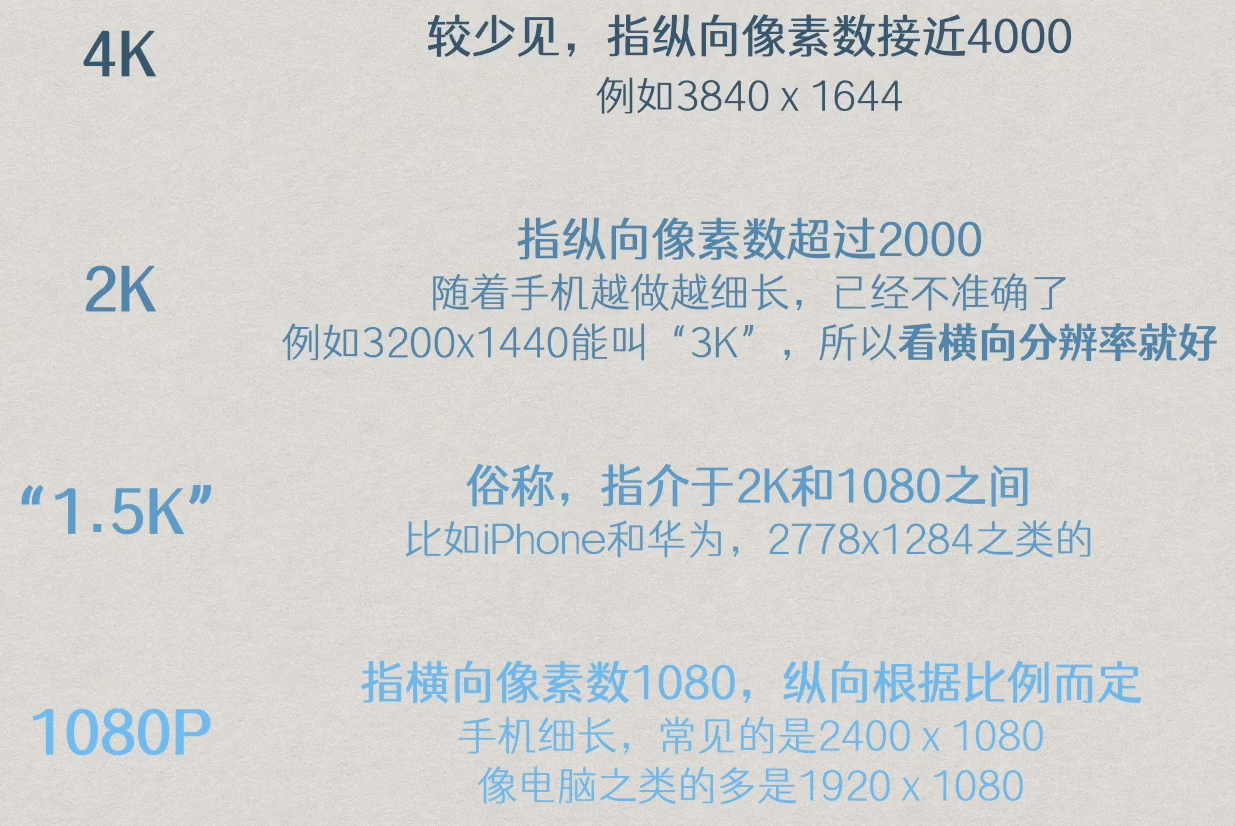 4K
较少见，指纵向像素数接近4000
例如3840 x 1644
2K
指纵向像素数超过2000
随着手机越做越细长，已经不准确了
例如3200x1440能叫“3K”，所以看横向分辨率就好
“1.5K”
俗称，指介于2K和1080之间
比如iPhone和华为，2778x1284之类的
1080P
指横向像素数1080，纵向根据比例而定
手机细长，常见的是2400 x 1080
像电脑之类的多是1920 x 1080